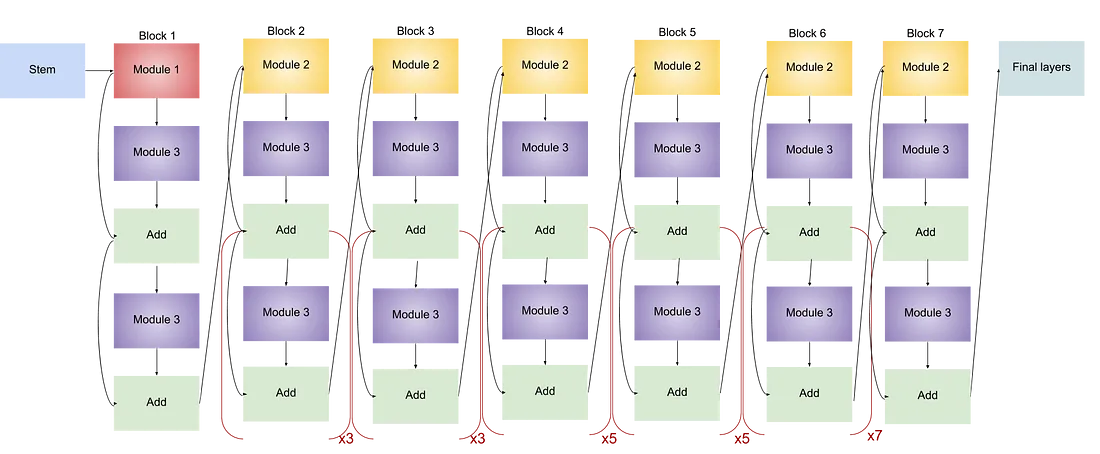 Stem
Block 1
Module 1
Module 3
Add
Module 3
Add
Block 2
Module 2
Module 3
Add
Module 3
Add
x3
Block 3
Module 2
Module 3
Add
Module 3
Add
x3
Block 4
Module 2
Module 3
Add
Module 3
Add
x5
Block 5
Module 2
Module 3
Add
Module 3
Add
x5
Block 6
Module 2
Module 3
Add
Module 3
Add
x7
Block 7
Module 2
Module 3
Add
Module 3
Add
Final layers